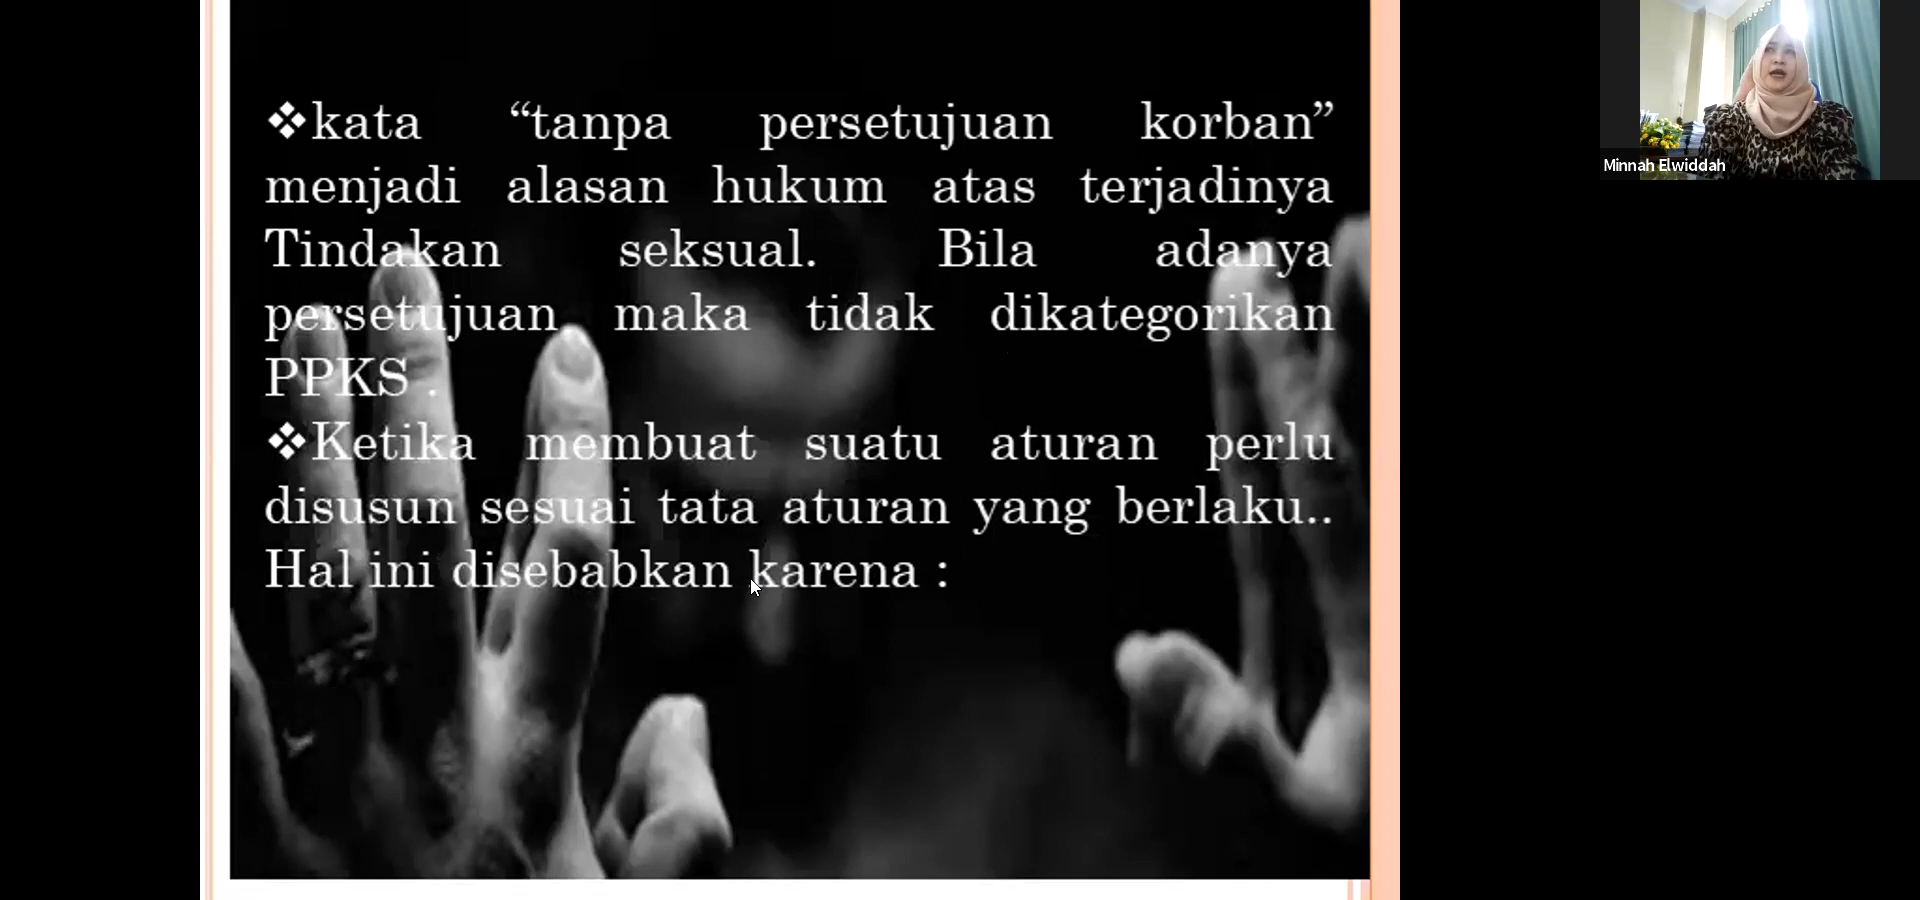 ❖kata “tanpa persetujuan korban”
menjadi alasan hukum atas terjadinya
Tindakan seksual. Bila adanya
persetujuan maka tidak dikategorikan
PPKS .
❖Ketika membuat suatu aturan perlu
disusun sesuai tata aturan yang berlaku..
Hal ini disebabkan karena :
Minnah Elwiddah